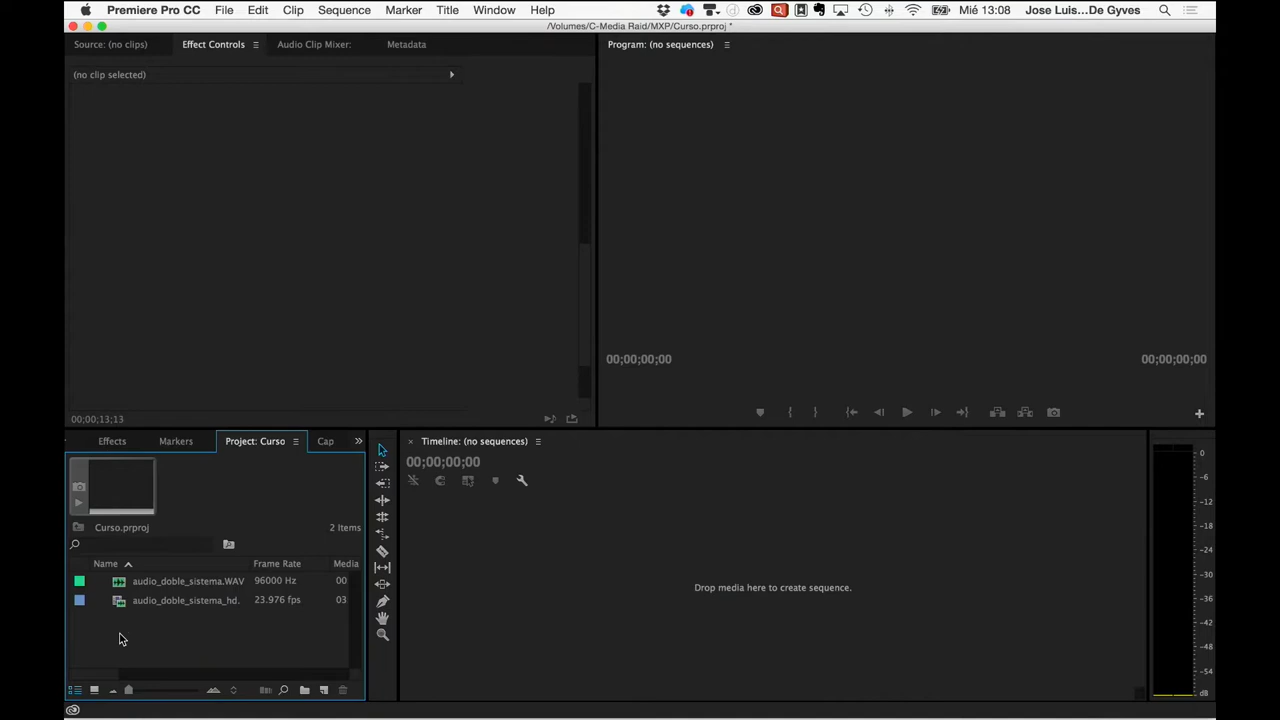 Premiere Pro CC File Edit Clip Sequence Marker Title Window Help Mié 13:08 Jose Luis...De Gyves
/Volumes/C-Media Raid/MXP/Curso.prproj *
Source: (no clips) Effect Controls Audio Clip Mixer: Metadata Program: (no sequences)
(no clip selected)
00;00;00;00 00;00;00;00
00;00;13;13
Effects Markers Project: Curso Cap Timeline: (no sequences)
00;00;00;00
Curso.prproj 2 Items
Name Frame Rate Media
audio_doble_sistema.WAV 96000 Hz 00
audio_doble_sistema_hd. 23.976 fps 03
Drop media here to create sequence.
0
-6
-12
-18
-24
-30
-36
-42
-48
-54
dB